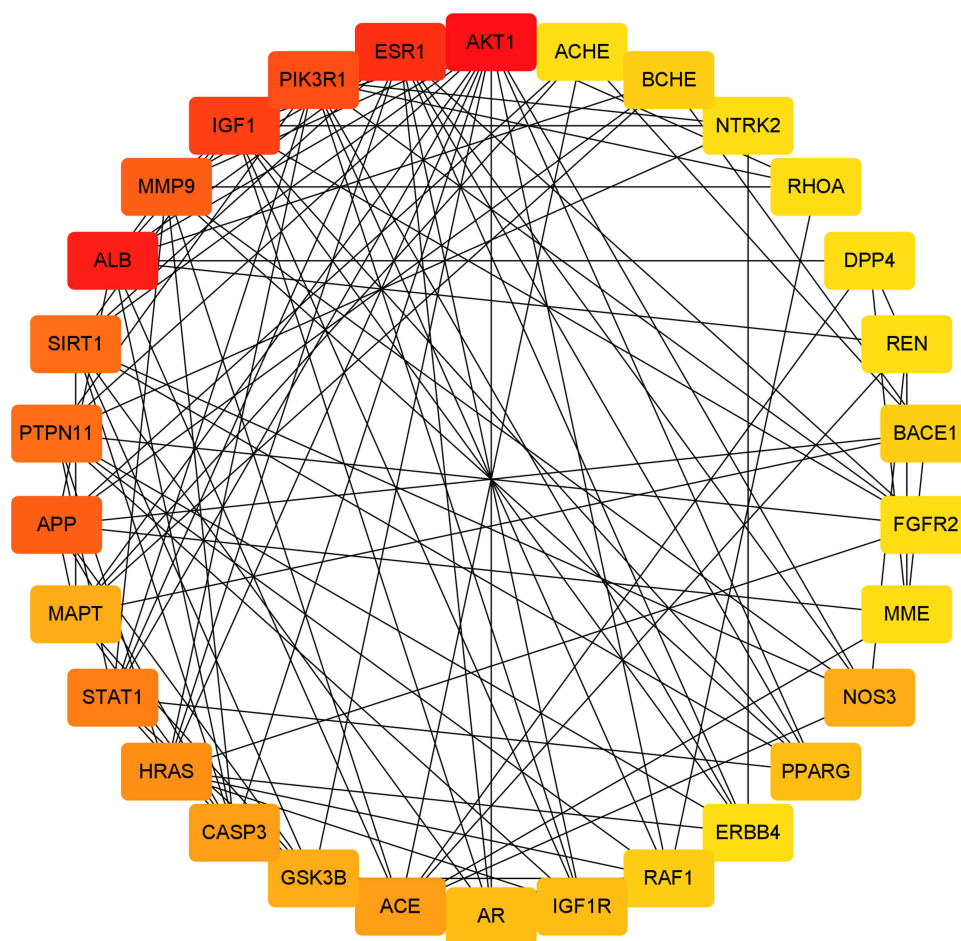 AKT1
ESR1
ACHE
PIK3R1
BCHE
IGF1
NTRK2
MMP9
RHOA
ALB
DPP4
SIRT1
REN
PTPN11
BACE1
APP
FGFR2
MAPT
MME
STAT1
NOS3
HRAS
PPARG
CASP3
ERBB4
GSK3B
RAF1
ACE
IGF1R
AR